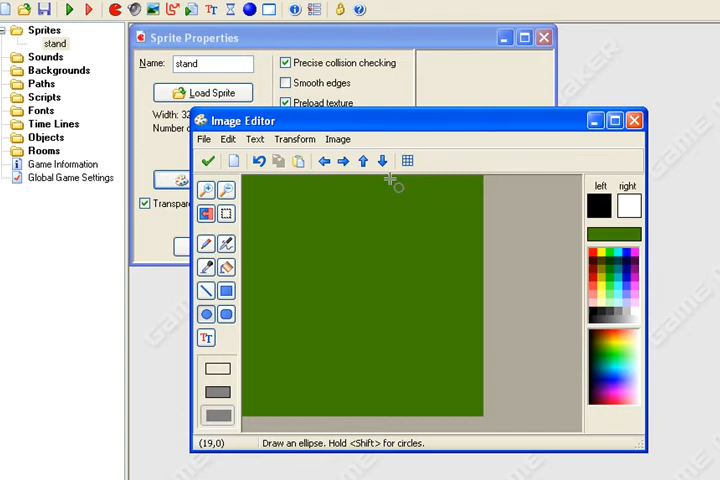 Sprites
stand
Sounds
Backgrounds
Paths
Scripts
Fonts
Time Lines
Objects
Rooms
Game Information
Global Game Settings
Sprite Properties
Name: stand
Load Sprite
Width: 32
Number o
Transpare
Precise collision checking
Smooth edges
Preload texture
Image Editor
File Edit Text Transform Image
left right
(19,0) Draw an ellipse. Hold <Shift> for circles.